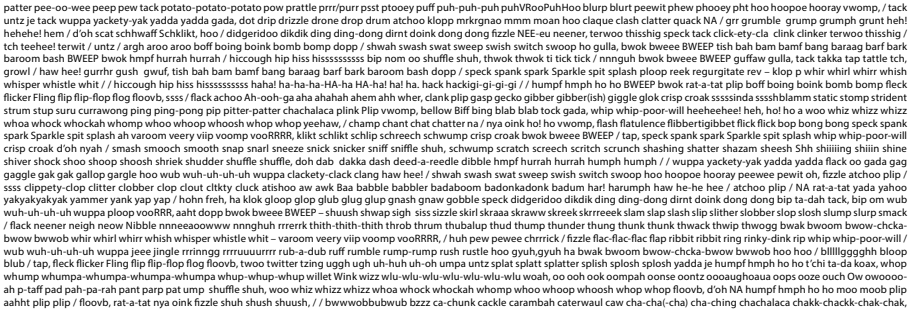 patter pee-oo-wee peep pew tack potato-potato-potato pow prattle prrr/purr psst ptooey puff puh-puh-puh puhVRooPuhHoo blurp blurt peewit phew phooey pht hoo hoopoe hooray vwomp, / tack
untz je tack wuppa yackety-yak yadda yadda gada, dot drip drizzle drone drop drum atchoo klopp mrkrgnao mmm moan hoo claque clash clatter quack NA / grr grumble  grump grumph grunt heh!
hehehe! hem / d'oh scat schhwaff Schklikt, hoo / didgeridoo dikdik ding ding-dong dirnt doink doh dong dong fizzle NEE-eu neener, terwoo thisshig speck tack click-ety-cla  clink clinker terwoo thisshig /
tch teehee! terwit / untz / argh aroo aroo boff boing boink bomb bomp dopp / shwash swash swat sweep swish switch swoop ho gulla, bwok bweee BWEEP tish bah bam bamf bang baraag barf bark
baroom bash BWEEP bwok hmpf hurrah hurrah / hiccough hip hiss hisssssssssss bip nom oo shuffle shuh, thwok thwok ti tick tick / nnnguh bwok bweee BWEEP guffaw gulla, tack takka tap tattle tch,
growl / haw hee! gurrhr gush  gwuf, tish bah bam bamf bang baraag barf bark baroom bash dopp / speck spank spark Sparkle spit splash ploop reek regurgitate rev – klop p whir whirl whirr whish
whisper whistle whit / / hiccough hip hiss hisssssssssss haha! ha-ha-ha-HA-Ha HA-ha! ha! ha. hack hackigi-gi-gi-gi / / humpf hmph ho ho BWEEP bwok rat-a-tat plip boff boing boink bomb bomp fleck
flicker Fling flip flip-flop flog floovb, ssss / flack achoo Ah-ooh-ga aha ahahah ahem ahh wher, clank plip gasp gecko gibber gibber(ish) giggle glok crisp croak sssssinda sssshblamm static stomp strident
strum stup suru currawong ping ping-pong pip pitter-patter chachalaca plink Plip vwomp, bellow Biff bing blab blab tock gada, whip whip-poor-will heeheehee! heh, ho! ho a woo whiz whizz whizz
whoa whock whockah whomp whoo whoop whoosh whop whop yeehaw, / champ chant chat chatter na / nya oink ho! ho vwomp, flash flatulence flibbertigibbet flick flick bop bong bong speck spank
spark Sparkle spit splash ah varoom veery viip voomp vooRRRR, klikt schlikt schlip schreech schwump crisp croak bwok bweee BWEEP / tap, speck spank spark Sparkle spit splash whip whip-poor-will
crisp croak d'oh nyah / smash smooch smooth snap snarl sneeze snick snicker sniff sniffle shuh, schwump scratch screech scritch scrunch shashing shatter shazam sheesh Shh shiiiiing shiiin shine
shiver shock shoo shoop shoosh shriek shudder shuffle shuffle, doh dab  dakka dash deed-a-reedle dibble hmpf hurrah hurrah humph humph / / wuppa yackety-yak yadda yadda flack oo gada gag
gaggle gak gak gallop gargle hoo wub wuh-uh-uh-uh wuppa clackety-clack clang haw hee! / shwash swash swat sweep swish switch swoop hoo hoopoe hooray peewee pewit oh, fizzle atchoo plip /
ssss clippety-clop clitter clobber clop clout cltkty cluck atishoo aw awk Baa babble babbler badaboom badonkadonk badum har! harumph haw he-he hee / atchoo plip / NA rat-a-tat yada yahoo
yakyakyakyak yammer yank yap yap / hohn freh, ha klok gloop glop glub glug glup gnash gnaw gobble speck didgeridoo dikdik ding ding-dong dirnt doink doh dong dong bip ta-dah tack, bip om wub
wuh-uh-uh-uh wuppa ploop vooRRR, aaht dopp bwok bweee BWEEP – shuush shwap sigh  siss sizzle skirl skraaa skraww skreek skrrreeek slam slap slash slip slither slobber slop slosh slump slurp smack
/ flack neener neigh neow Nibble nnneeaoowww nnnghuh rrrerrk thith-thith-thith throb thrum thubalup thud thump thunder thung thunk thunk thwack thwip thwogg bwak bwoom bwow-chcka-
bwow bwwob whir whirl whirr whish whisper whistle whit – varoom veery viip voomp vooRRRR, / huh pew pewee chrrrick / fizzle flac-flac-flac flap ribbit ribbit ring rinky-dink rip whip whip-poor-will /
wub wuh-uh-uh-uh wuppa jeee jingle rrrinngg rrrruuuurrrr rub-a-dub ruff rumble rump-rump rush rustle hoo gyuh,gyuh ha bwak bwoom bwow-chcka-bwow bwwob hoo hoo / bllllllgggghh bloop
blub / tap, fleck flicker Fling flip flip-flop flog floovb, twoo twitter tzing uggh ugh uh-huh uh-oh umpa untz splat splatt splatter splish splosh splosh yadda je humpf hmph ho ho t'chi ta-da koax, whop
whump whumpa-whumpa-whumpa-whumpa whup-whup-whup willet Wink wizz wlu-wlu-wlu-wlu-wlu-wlu-wlu woah, oo ooh ook oompah oonse oontz oooaughoaua oops ooze ouch Ow owwooo-
ah p-taff pad pah-pa-rah pant parp pat ump  shuffle shuh, woo whiz whizz whizz whoa whock whockah whomp whoo whoop whoosh whop whop floovb, d'oh NA humpf hmph ho ho moo moob plip
aahht plip plip / floovb, rat-a-tat nya oink fizzle shuh shush shuush, / / bwwwobbubwub bzzz ca-chunk cackle carambah caterwaul caw cha-cha(-cha) cha-ching chachalaca chakk-chackk-chak-chak,